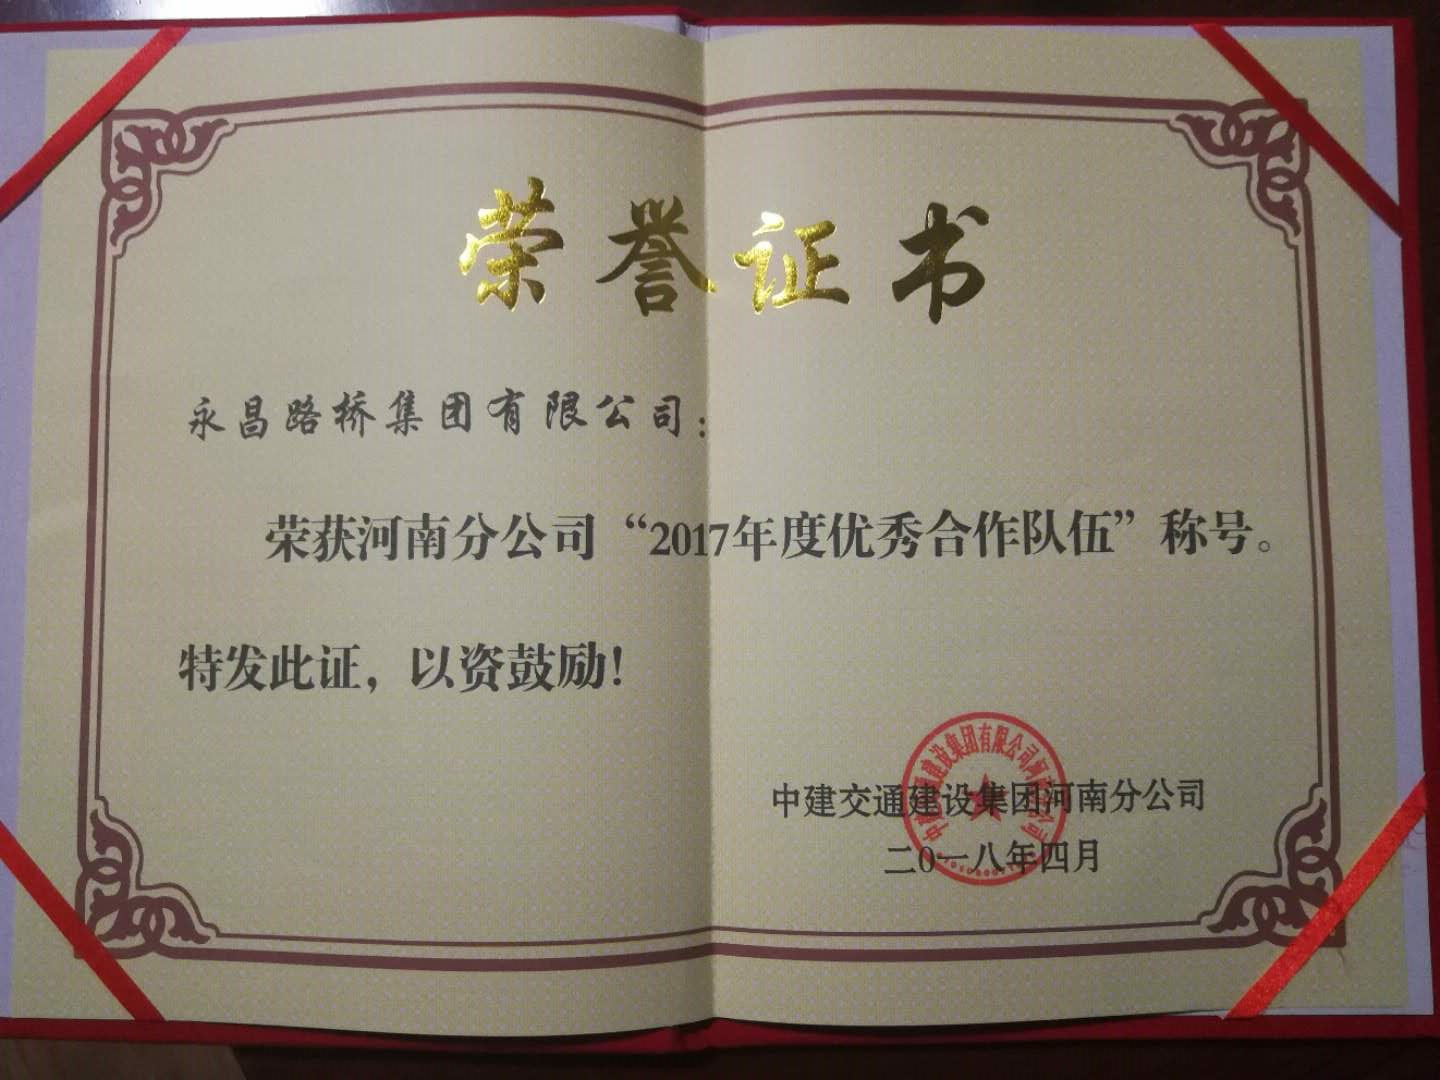 荣誉证书
永昌路桥集团有限公司：
荣获河南分公司“2017年度优秀合作队伍”称号。
特发此证，以资鼓励！
中建交通建设集团河南分公司
二0一八年四月